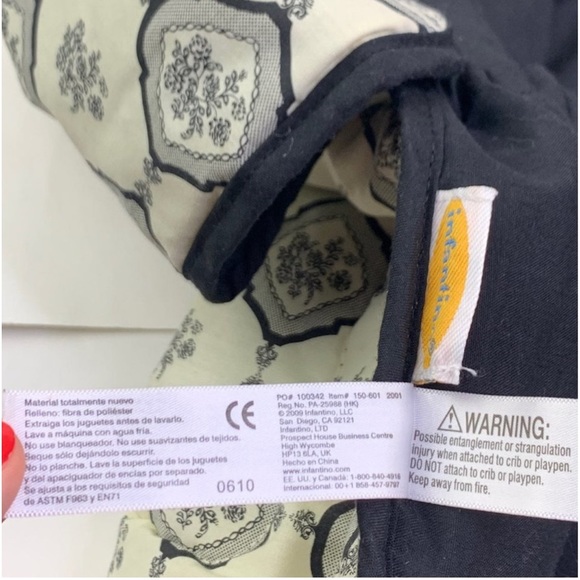 infantino
Material totalmente nuevo
Relleno: fibra de poliéster
Extraiga los juguetes antes de lavarlo.
Lave a máquina con agua fría.
No use blanqueador. No use suavizantes de tejidos.
Seque sólo dejándolo escurrir.
No lo planche. Lave la superficie de los juguetes
y del apaciguador de encías por separado.
Se ajusta a los requisitos de seguridad
de ASTM F963 y EN71
CE
0610
PO# 100342 Item# 150-601 2001
Reg.No. PA-25988 (HK)
© 2009 Infantino, LLC
San Diego, CA 92121
Infantino, LTD
Prospect House Business Centre
High Wycombe
HP13 6LA, UK
Hecho en China
www.infantino.com
EE. UU. y Canadá: 1-800-840-4916
Internacional: 00+1 858-457-9797
WARNING:
Possible entanglement or strangulation
injury when attached to crib or playpen.
DO NOT attach to crib or playpen.
Keep away from fire.